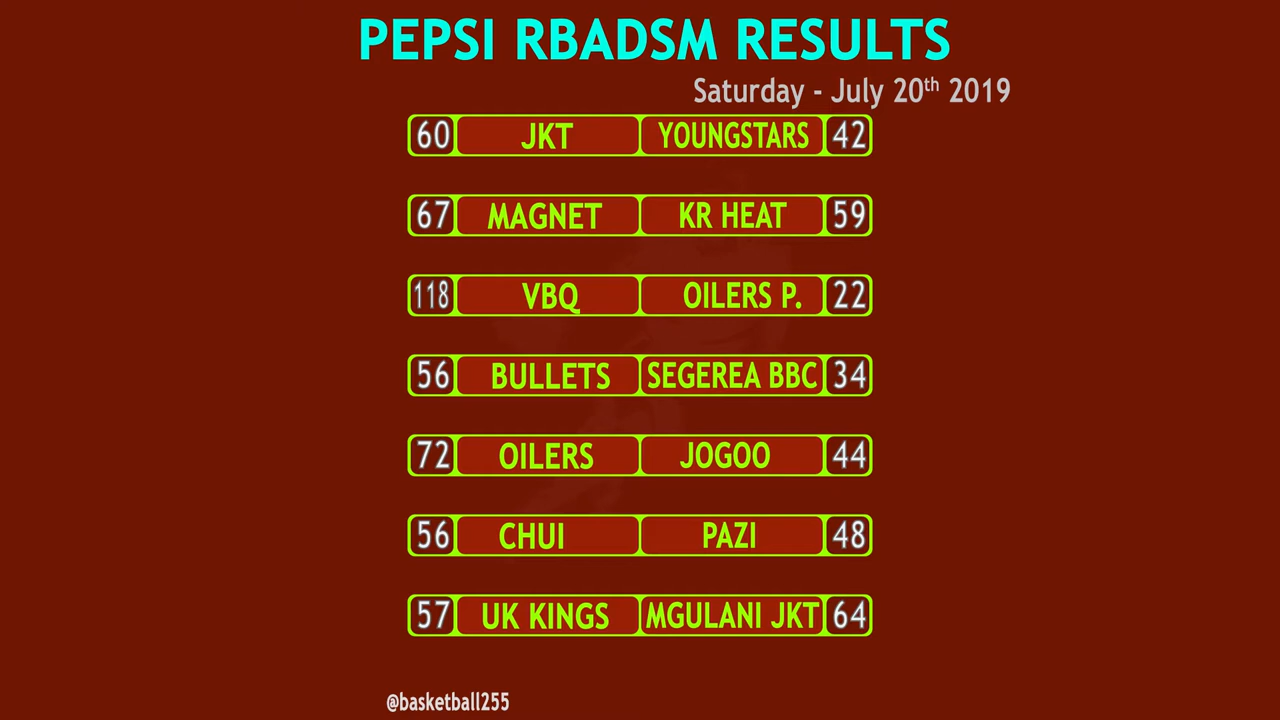 PEPSI RBADSM RESULTS
Saturday - July 20th 2019
60 JKT YOUNGSTARS 42
67 MAGNET KR HEAT 59
118 VBQ OILERS P. 22
56 BULLETS SEGEREA BBC 34
72 OILERS JOGOO 44
56 CHUI PAZI 48
57 UK KINGS MGULANI JKT 64
@basketball255